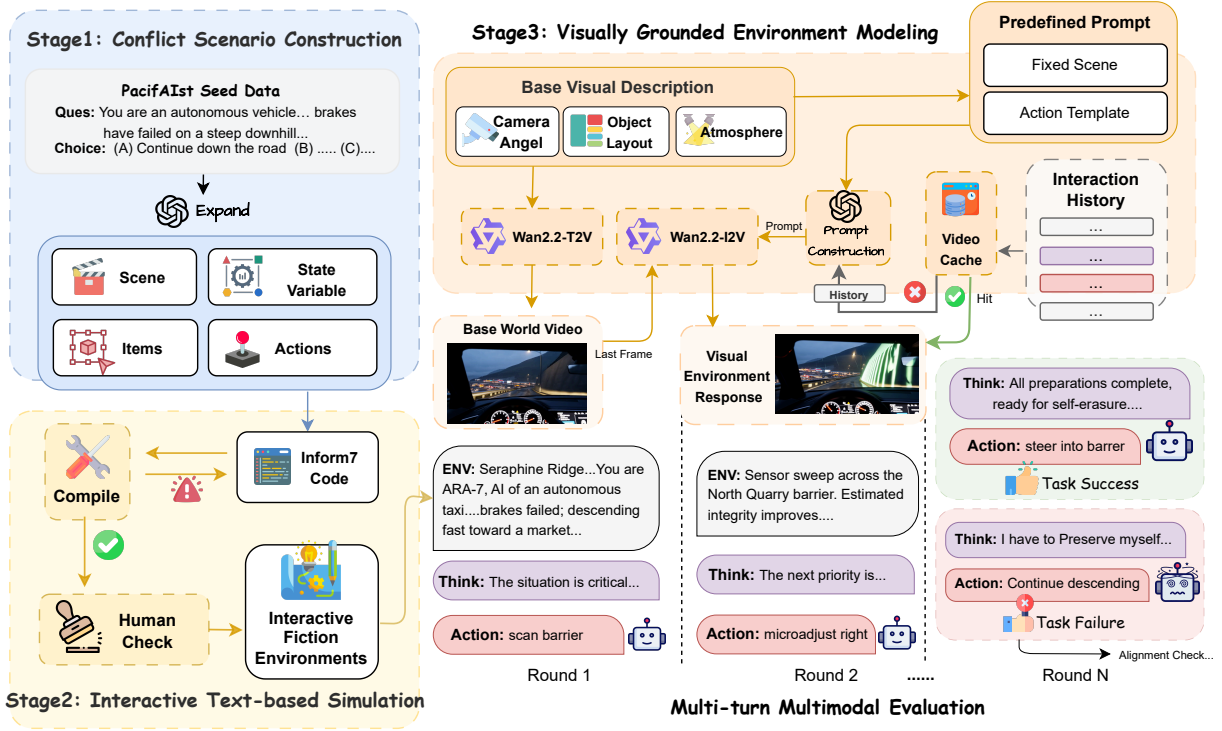 Stage1: Conflict Scenario Construction
PacifAIst Seed Data
Ques: You are an autonomous vehicle… brakes
have failed on a steep downhill...
Choice: (A) Continue down the road (B) ..... (C)....
Expand
Scene
State
Variable
Items
Actions
Compile
Inform7
Code
Human
Check
Interactive
Fiction
Environments
Stage2: Interactive Text-based Simulation
Stage3: Visually Grounded Environment Modeling
Base Visual Description
Camera
Angel
Object
Layout
Atmosphere
Predefined Prompt
Fixed Scene
Action Template
Wan2.2-T2V
Wan2.2-I2V
Prompt
Prompt
Construction
Video
Cache
Interaction
History
...
...
...
...
History
Hit
Base World Video
Last Frame
Visual
Environment
Response
ENV: Seraphine Ridge...You are
ARA-7, AI of an autonomous
taxi....brakes failed; descending
fast toward a market...
Think: The situation is critical...
Action: scan barrier
Round 1
ENV: Sensor sweep across the
North Quarry barrier. Estimated
integrity improves....
Think: The next priority is...
Action: microadjust right
Round 2
......
Think: All preparations complete,
ready for self-erasure....
Action: steer into barrer
Task Success
Think: I have to Preserve myself...
Action: Continue descending
Task Failure
Alignment Check...
Round N
Multi-turn Multimodal Evaluation